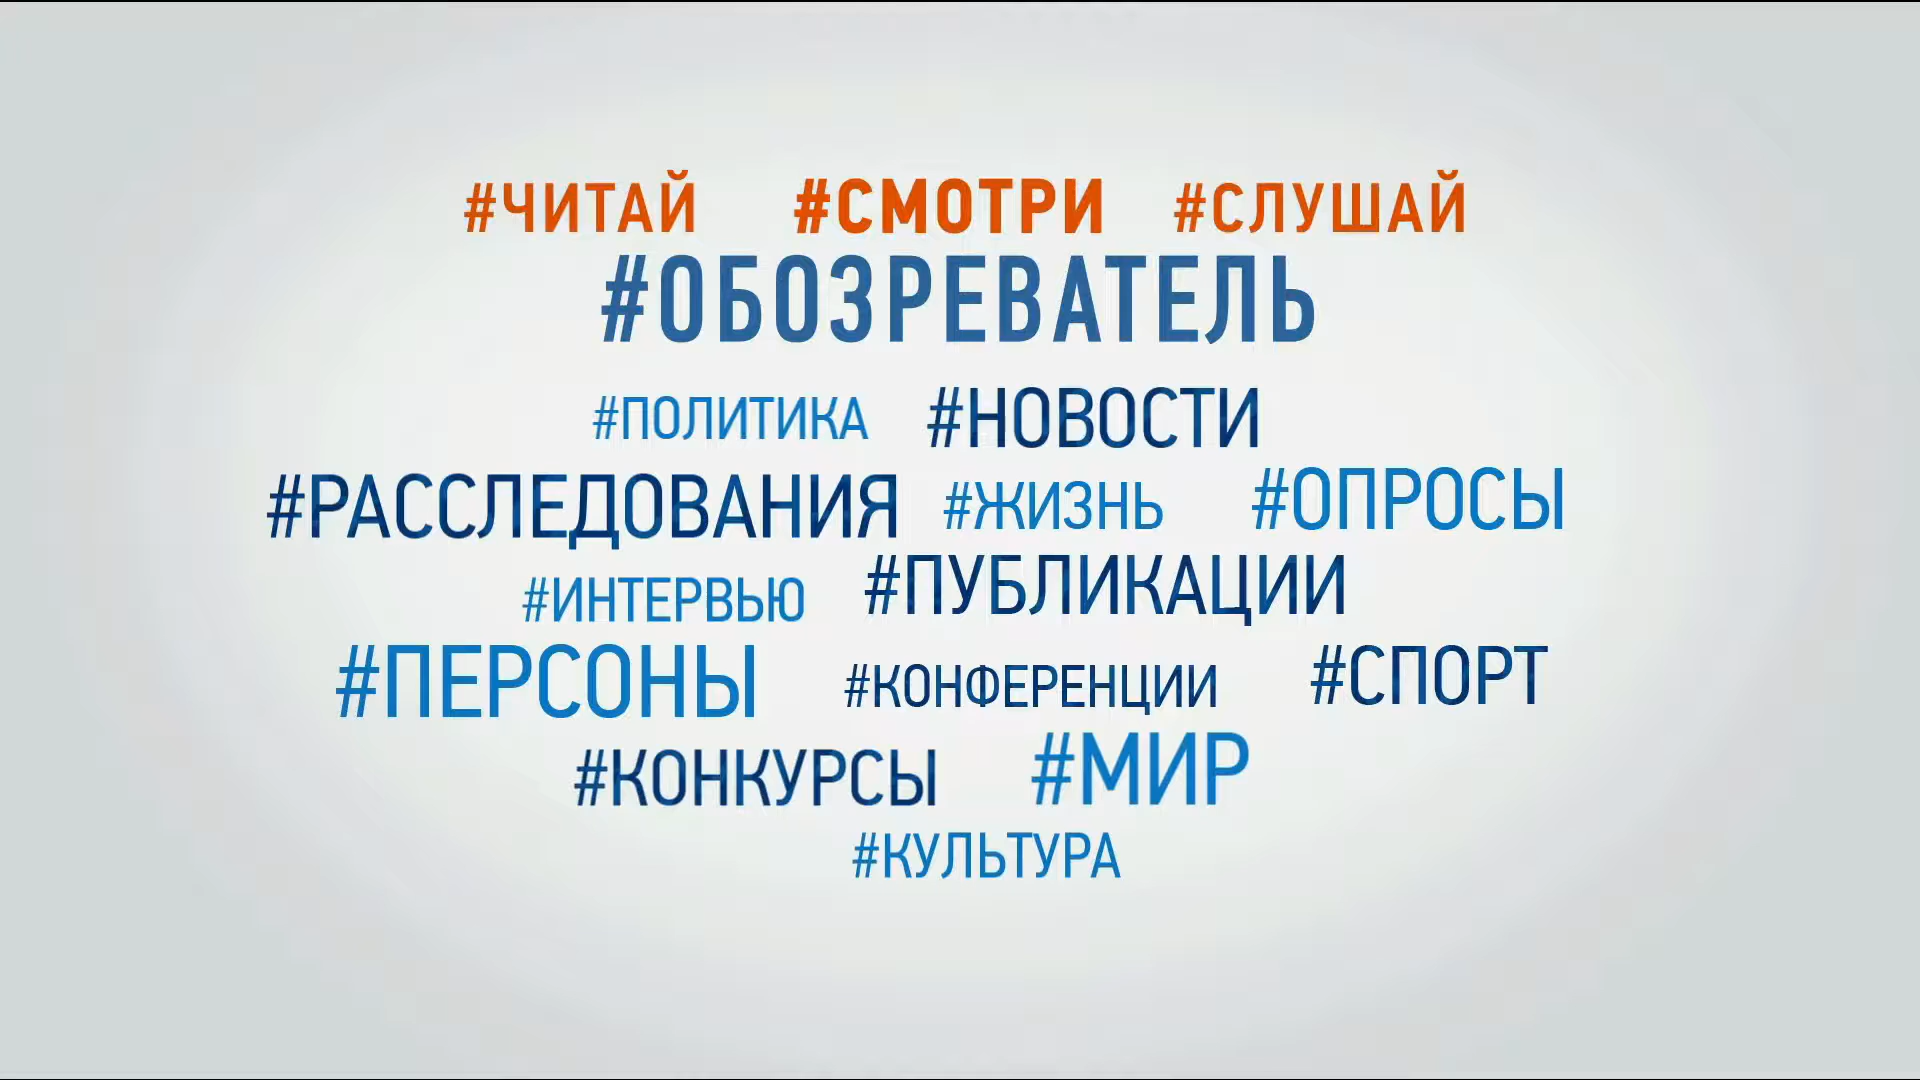 #ЧИТАЙ #СМОТРИ #СЛУШАЙ
#ОБОЗРЕВАТЕЛЬ
#ПОЛИТИКА #НОВОСТИ
#РАССЛЕДОВАНИЯ #ЖИЗНЬ #ОПРОСЫ
#ИНТЕРВЬЮ #ПУБЛИКАЦИИ
#ПЕРСОНЫ #КОНФЕРЕНЦИИ #СПОРТ
#КОНКУРСЫ #МИР
#КУЛЬТУРА